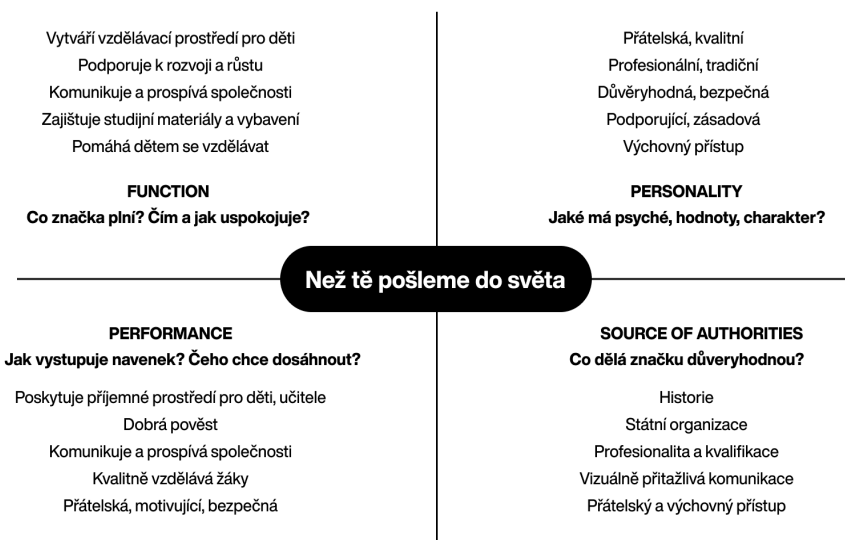 Vytváří vzdělávací prostředí pro děti
Podporuje k rozvoji a růstu
Komunikuje a prospívá společnosti
Zajištuje studijní materiály a vybavení
Pomáhá dětem se vzdělávat
FUNCTION
Co značka plní? Čím a jak uspokojuje?
Přátelská, kvalitní
Profesionální, tradiční
Důvěryhodná, bezpečná
Podporující, zásadová
Výchovný přístup
PERSONALITY
Jaké má psyché, hodnoty, charakter?
Než tě pošleme do světa
PERFORMANCE
Jak vystupuje navenek? Čeho chce dosáhnout?
Poskytuje příjemné prostředí pro děti, učitele
Dobrá pověst
Komunikuje a prospívá společnosti
Kvalitně vzdělává žáky
Přátelská, motivující, bezpečná
SOURCE OF AUTHORITIES
Co dělá značku důveryhodnou?
Historie
Státní organizace
Profesionalita a kvalifikace
Vizuálně přitažlivá komunikace
Přátelský a výchovný přístup